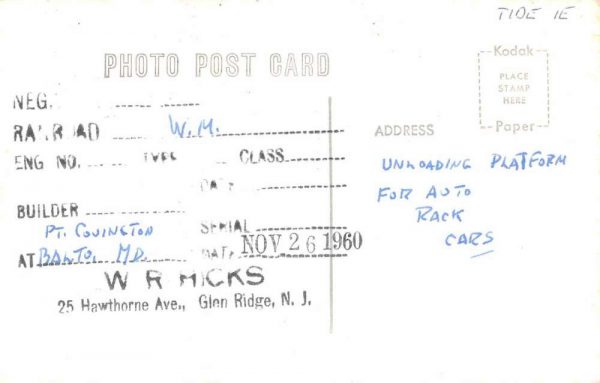 TIDE IE
PHOTO POST CARD
Kodak
PLACE
STAMP
HERE
Paper
NEG.
RAILROAD W.M.
ENG NO. TYPE CLASS
DATE
BUILDER
PT. COVINGTON SERIAL
AT BALTO, MD. DATE NOV 26 1960
W R HICKS
25 Hawthorne Ave., Glen Ridge, N. J.
ADDRESS
UNLOADING PLATFORM
FOR AUTO
RACK
CARS